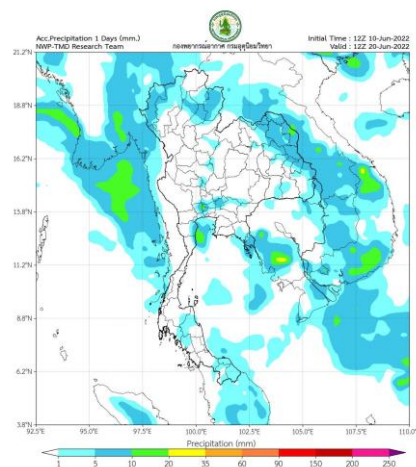 Acc.Precipitation 1 Days (mm.)
NWP-TMD Research Team
กองพยากรณ์อากาศ กรมอุตุนิยมวิทยา
Initial Time : 12Z 10-Jun-2022
Valid : 12Z 20-Jun-2022
21.2°N
18.8°N
16.2°N
13.8°N
11.2°N
8.8°N
6.2°N
3.8°N
92.5°E 95.0°E 97.5°E 100.0°E 102.5°E 105.0°E 107.5°E 110.0°E
Precipitation (mm)
1 5 10 20 35 60 90 150 200 250